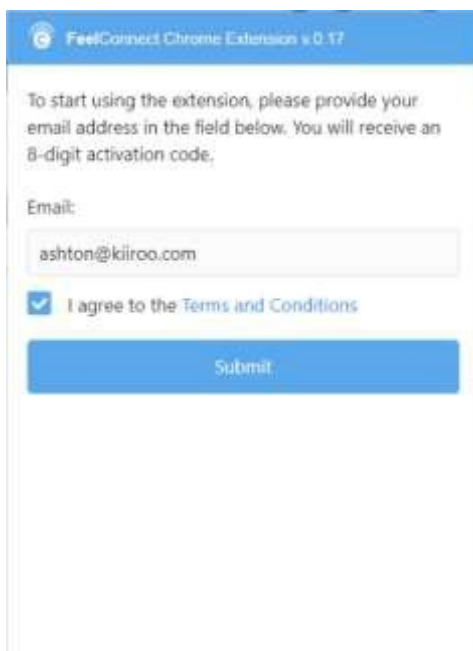 FeelConnect Chrome Extension v.0.17
To start using the extension, please provide your
email address in the field below. You will receive an
8-digit activation code.
Email:
ashton@kiiroo.com
I agree to the Terms and Conditions
Submit